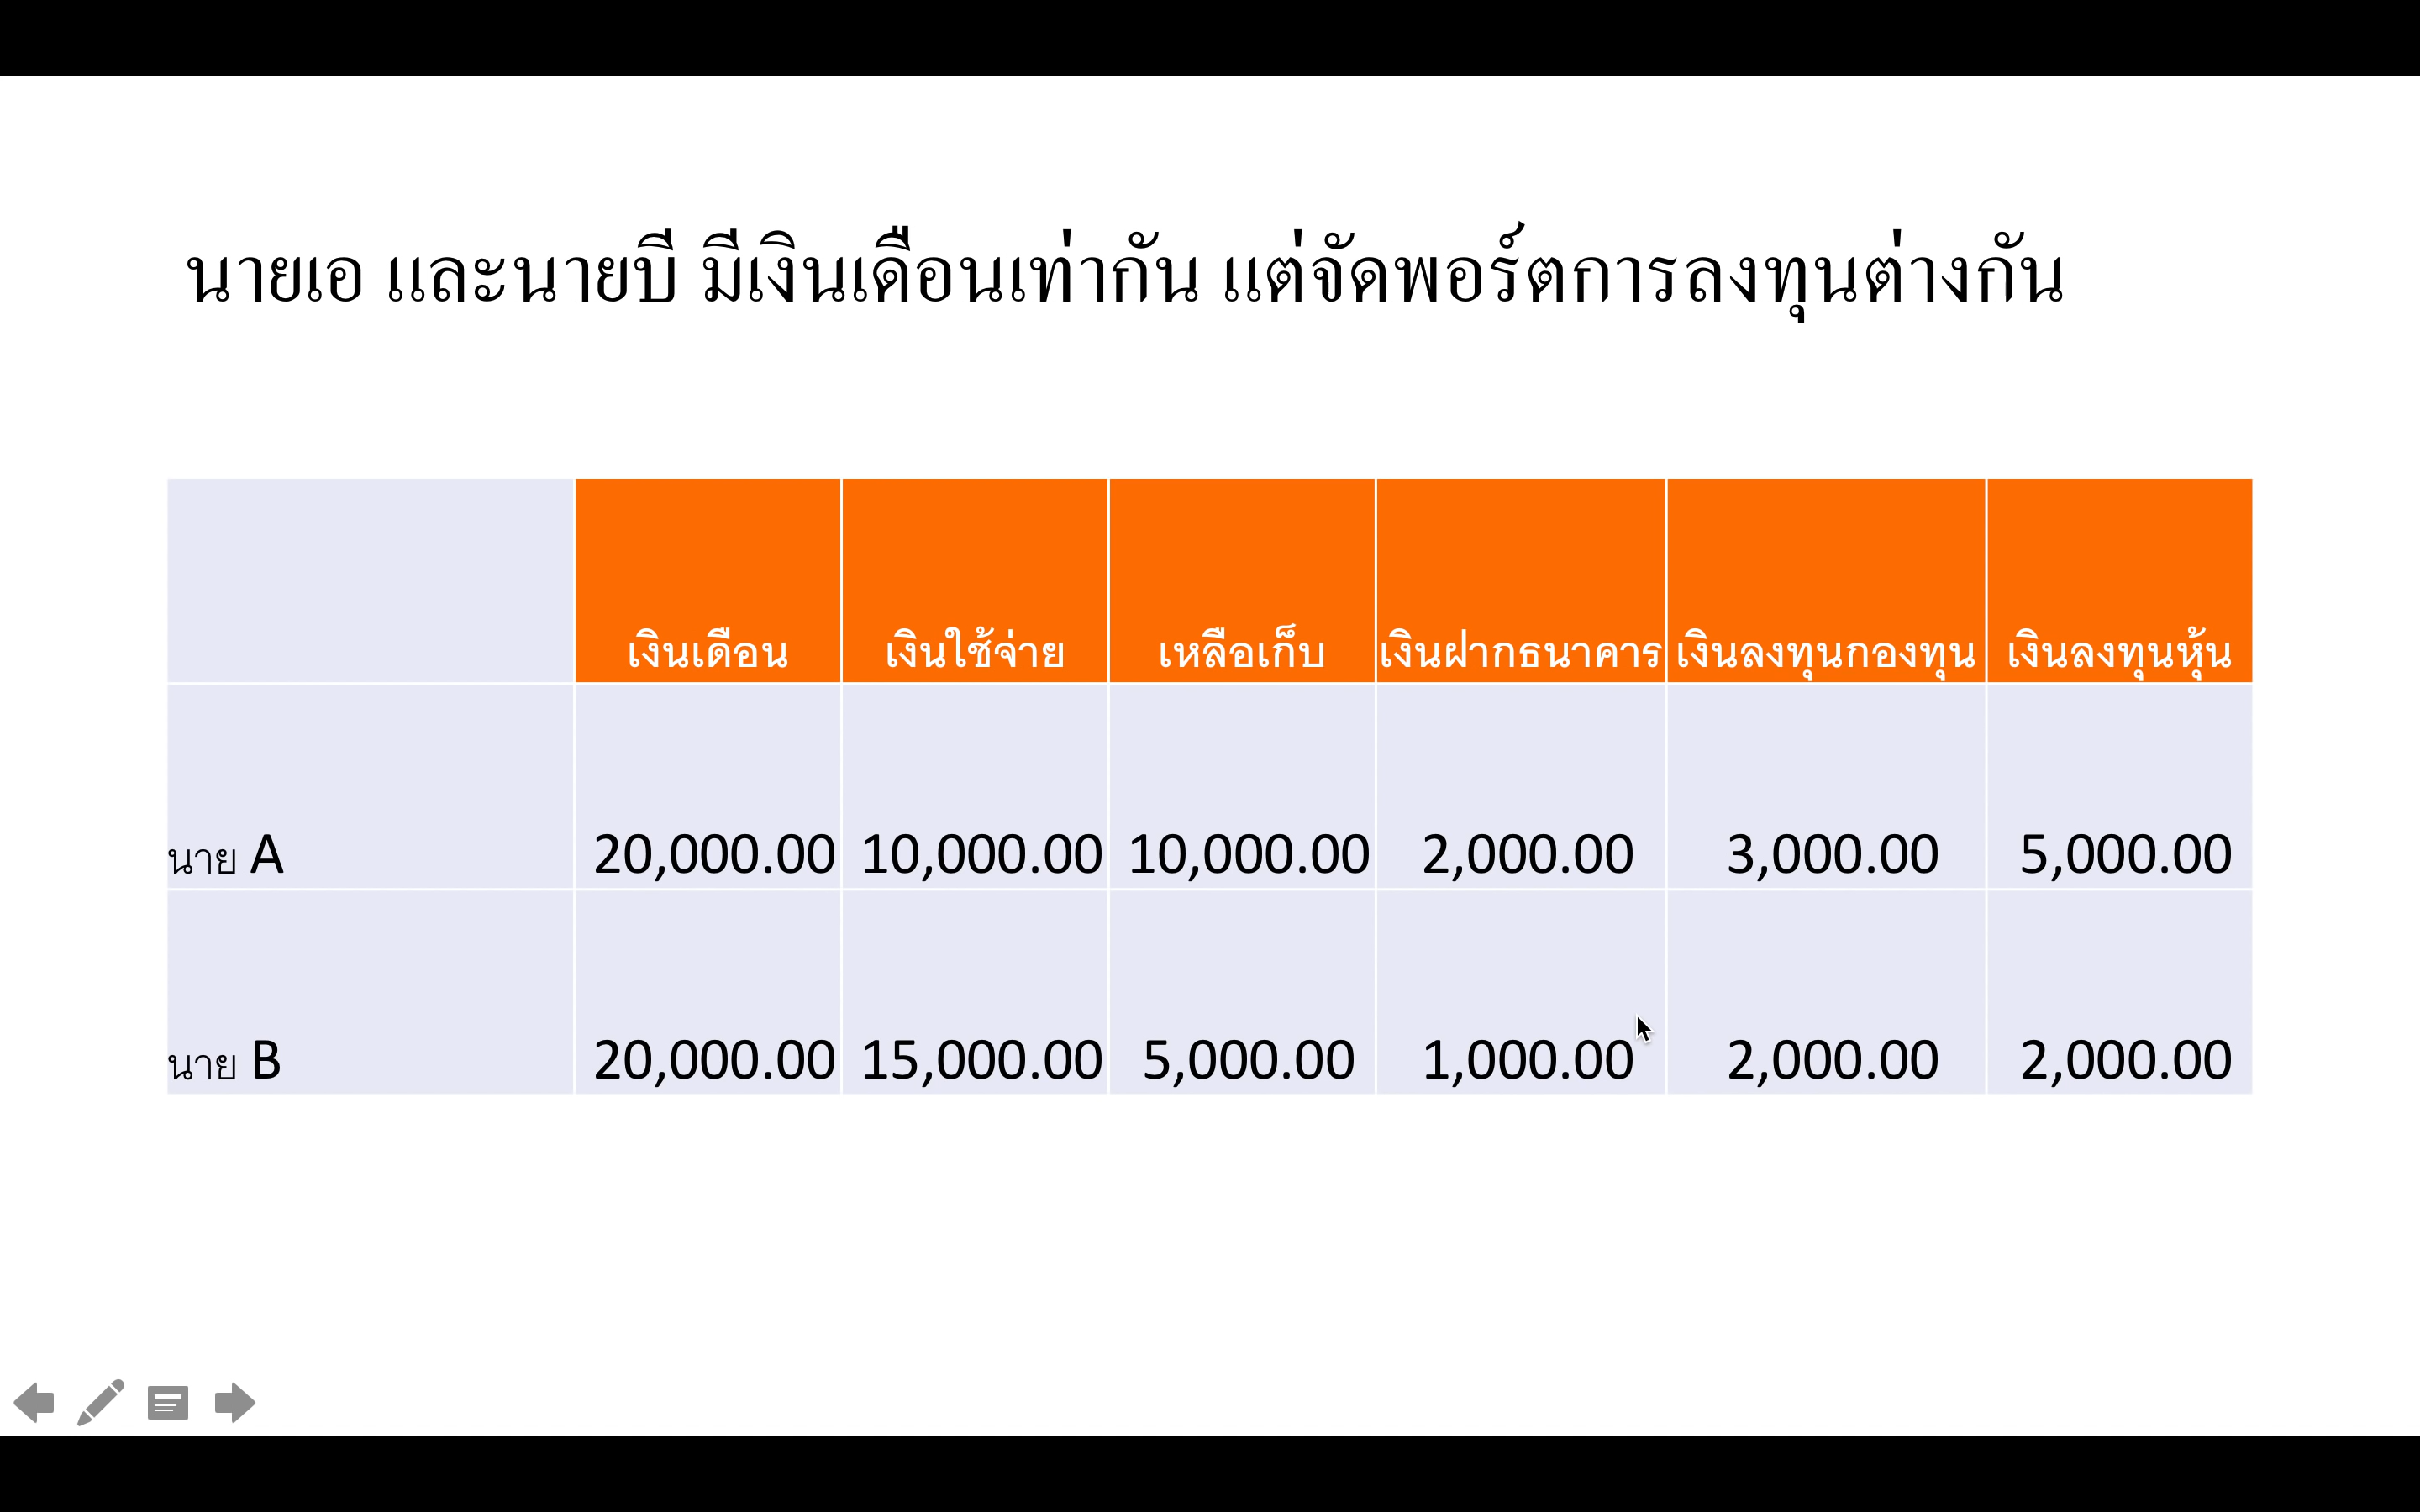 นายเอ และนายบี มีเงินเดือนเท่ากัน แต่จัดพอร์ตการลงทุนต่างกัน
เงินเดือน เงินใช้จ่าย เหลือเก็บ เงินฝากธนาคาร เงินลงทุนกองทุน เงินลงทุนหุ้น
นาย A 20,000.00 10,000.00 10,000.00 2,000.00 3,000.00 5,000.00
นาย B 20,000.00 15,000.00 5,000.00 1,000.00 2,000.00 2,000.00